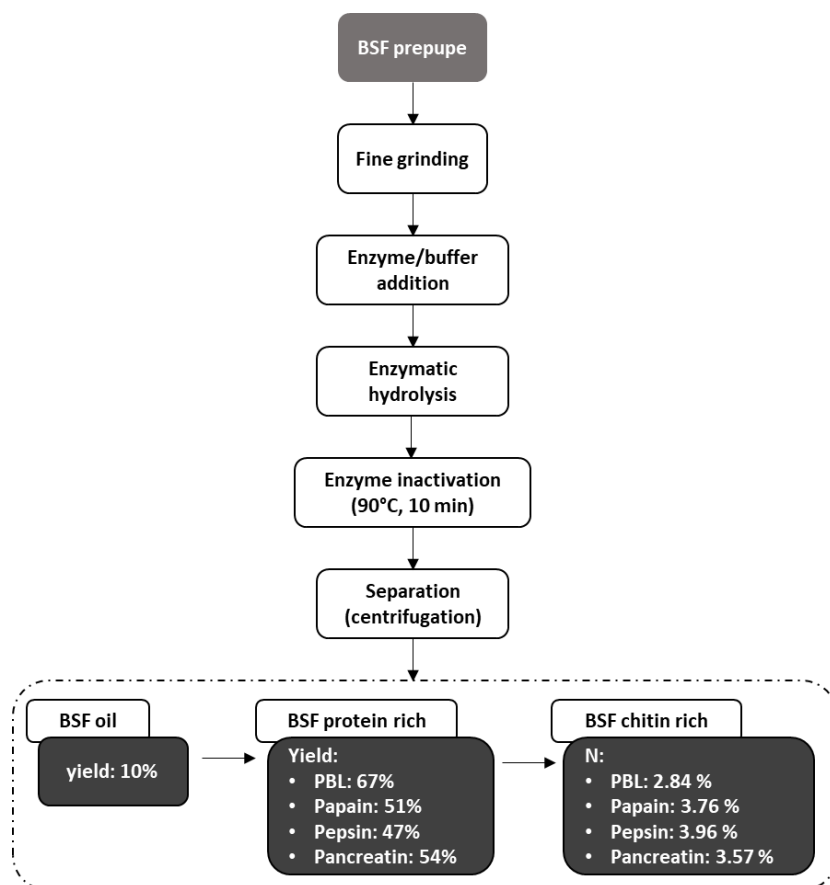 BSF prepupe
Fine grinding
Enzyme/buffer
addition
Enzymatic
hydrolysis
Enzyme inactivation
(90°C, 10 min)
Separation
(centrifugation)
BSF oil
yield: 10%
BSF protein rich
Yield:
• PBL: 67%
• Papain: 51%
• Pepsin: 47%
• Pancreatin: 54%
BSF chitin rich
N:
• PBL: 2.84 %
• Papain: 3.76 %
• Pepsin: 3.96 %
• Pancreatin: 3.57 %